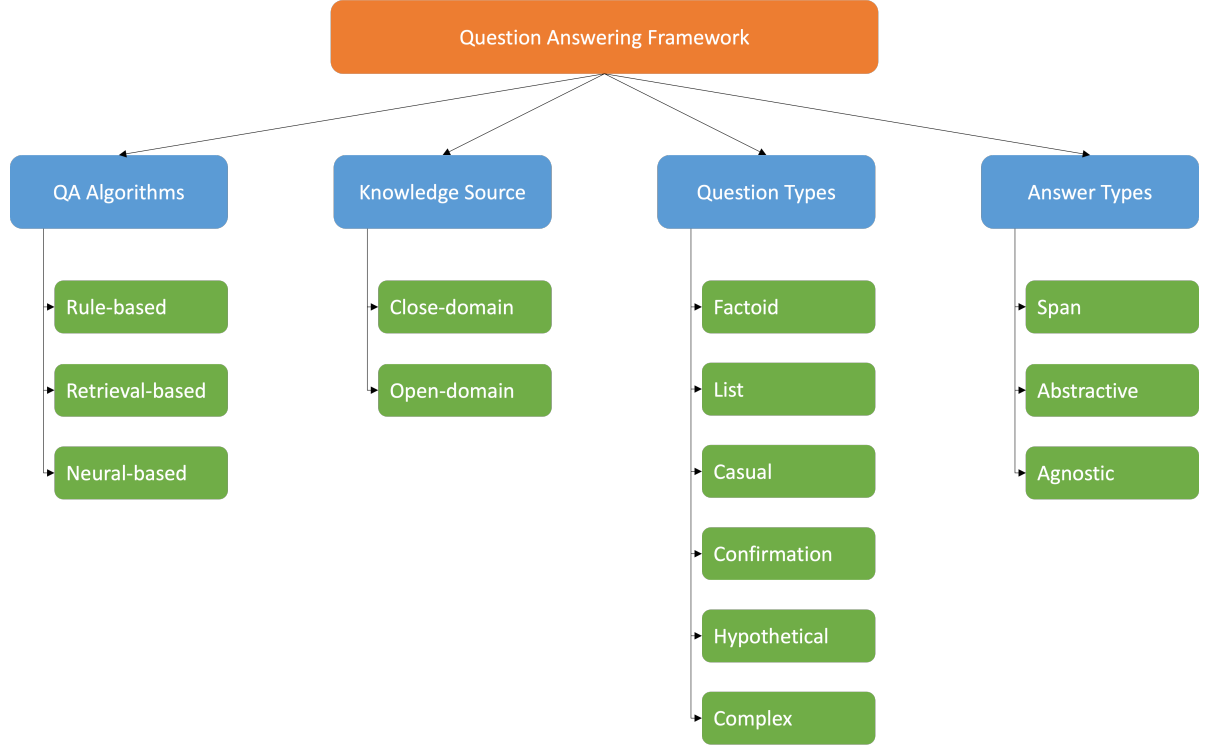 Question Answering Framework
QA Algorithms
Rule-based
Retrieval-based
Neural-based
Knowledge Source
Close-domain
Open-domain
Question Types
Factoid
List
Casual
Confirmation
Hypothetical
Complex
Answer Types
Span
Abstractive
Agnostic